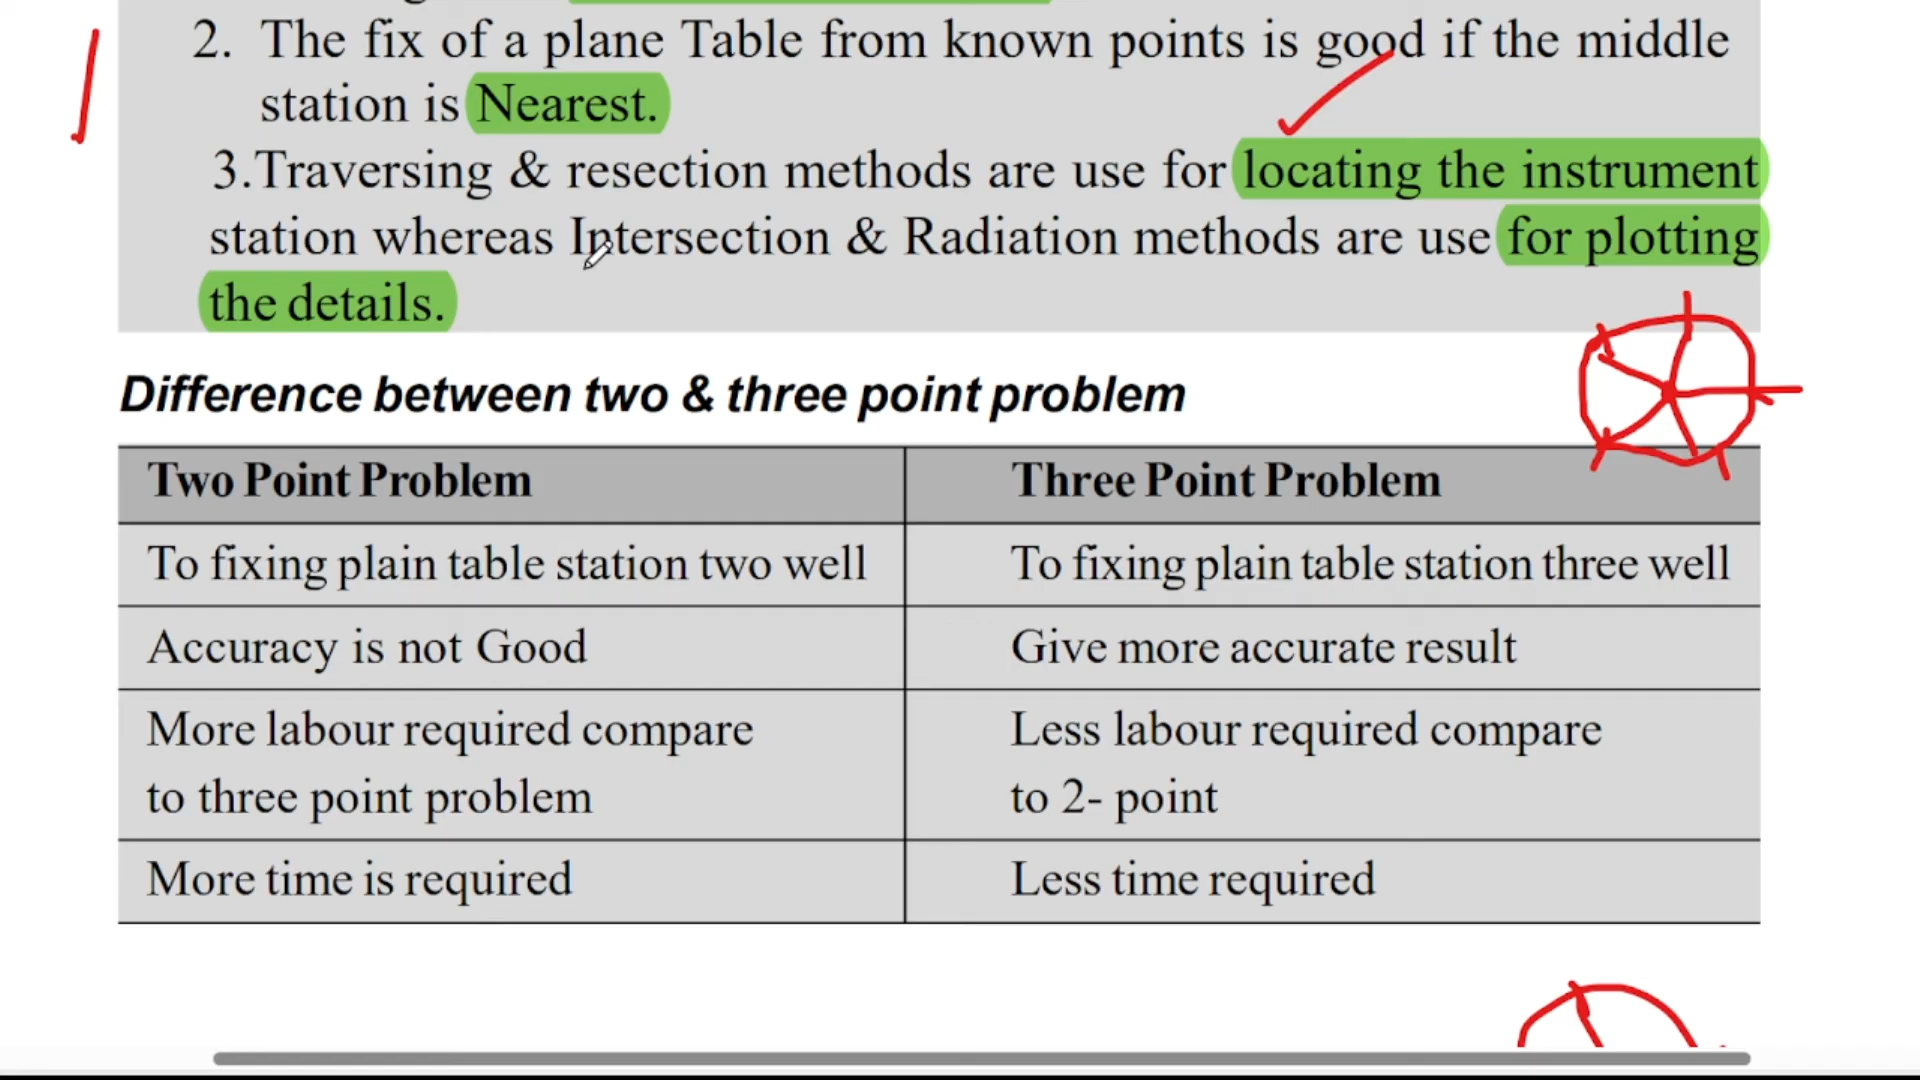 2. The fix of a plane Table from known points is good if the middle
station is Nearest.
3.Traversing & resection methods are use for locating the instrument
station whereas Intersection & Radiation methods are use for plotting
the details.
Difference between two & three point problem
Two Point Problem
Three Point Problem
To fixing plain table station two well
To fixing plain table station three well
Accuracy is not Good
Give more accurate result
More labour required compare
to three point problem
Less labour required compare
to 2- point
More time is required
Less time required